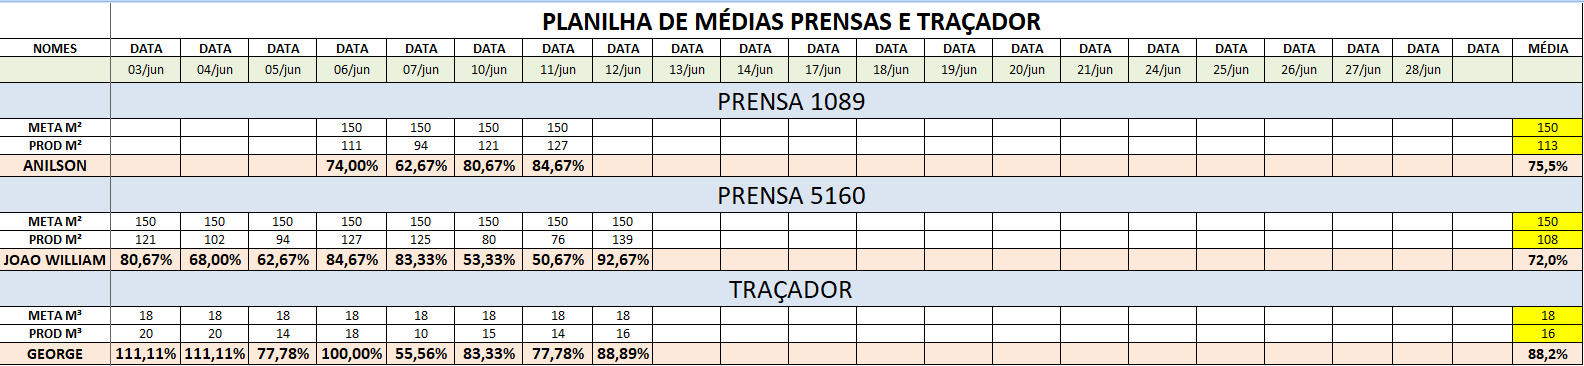 PLANILHA DE MÉDIAS PRENSAS E TRAÇADOR
NOMES DATA DATA DATA DATA DATA DATA DATA DATA DATA DATA DATA DATA DATA DATA DATA DATA DATA DATA DATA DATA DATA MÉDIA
03/jun 04/jun 05/jun 06/jun 07/jun 10/jun 11/jun 12/jun 13/jun 14/jun 17/jun 18/jun 19/jun 20/jun 21/jun 24/jun 25/jun 26/jun 27/jun 28/jun
PRENSA 1089
META M² 150 150 150 150 150
PROD M² 111 94 121 127 113
ANILSON 74,00% 62,67% 80,67% 84,67% 75,5%
PRENSA 5160
META M² 150 150 150 150 150 150 150 150 150
PROD M² 121 102 94 127 125 80 76 139 108
JOAO WILLIAM 80,67% 68,00% 62,67% 84,67% 83,33% 53,33% 50,67% 92,67% 72,0%
TRAÇADOR
META M³ 18 18 18 18 18 18 18 18 18
PROD M³ 20 20 14 18 10 15 14 16 16
GEORGE 111,11% 111,11% 77,78% 100,00% 55,56% 83,33% 77,78% 88,89% 88,2%